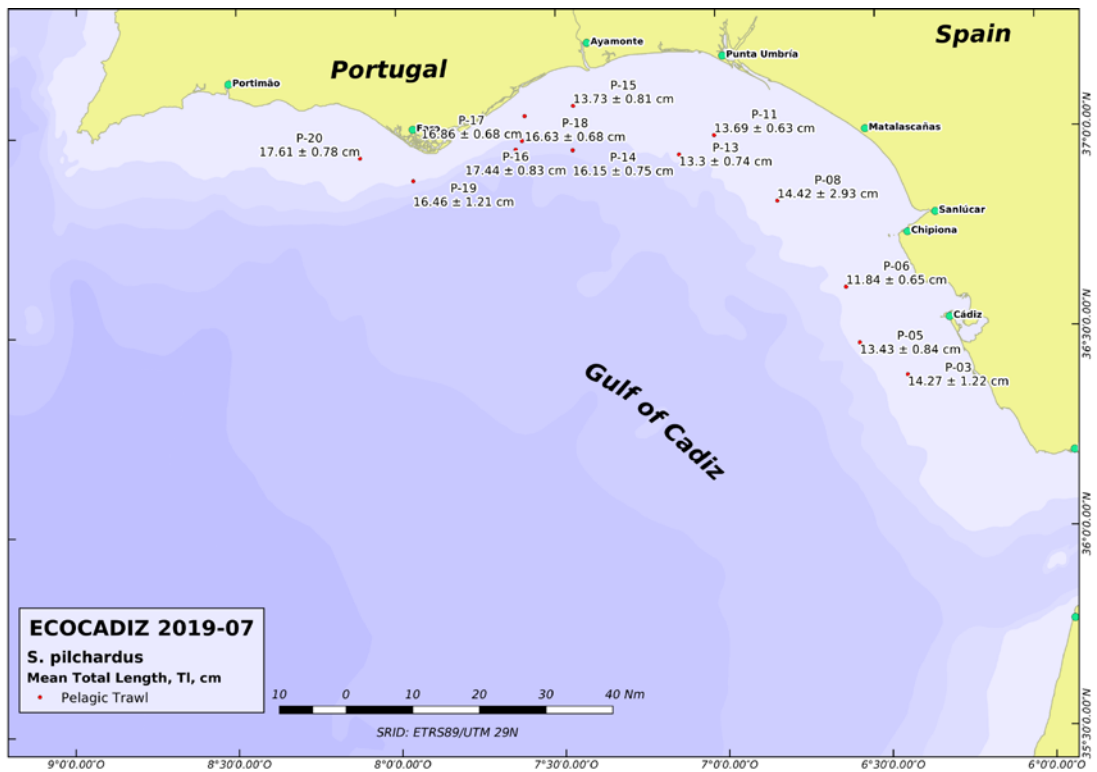 Spain
Portugal
Ayamonte
Punta Umbría
Portimão
P-15
13.73 ± 0.81 cm
P-17
16.86 ± 0.68 cm
P-18
16.63 ± 0.68 cm
P-11
13.69 ± 0.63 cm
Matalascañas
P-20
17.61 ± 0.78 cm
P-16
17.44 ± 0.83 cm
P-14
16.15 ± 0.75 cm
P-13
13.3 ± 0.74 cm
P-19
16.46 ± 1.21 cm
P-08
14.42 ± 2.93 cm
Sanlúcar
Chipiona
P-06
11.84 ± 0.65 cm
Cádiz
P-05
13.43 ± 0.84 cm
P-03
14.27 ± 1.22 cm
Gulf of Cadiz
37°0'0.00"N
36°30'0.00"N
36°0'0.00"N
35°30'0.00"N
ECOCADIZ 2019-07
S. pilchardus
Mean Total Length, Tl, cm
Pelagic Trawl
10 0 10 20 30 40 Nm
SRID: ETRS89/UTM 29N
9°0'0.00"O 8°30'0.00"O 8°0'0.00"O 7°30'0.00"O 7°0'0.00"O 6°30'0.00"O 6°0'0.00"O